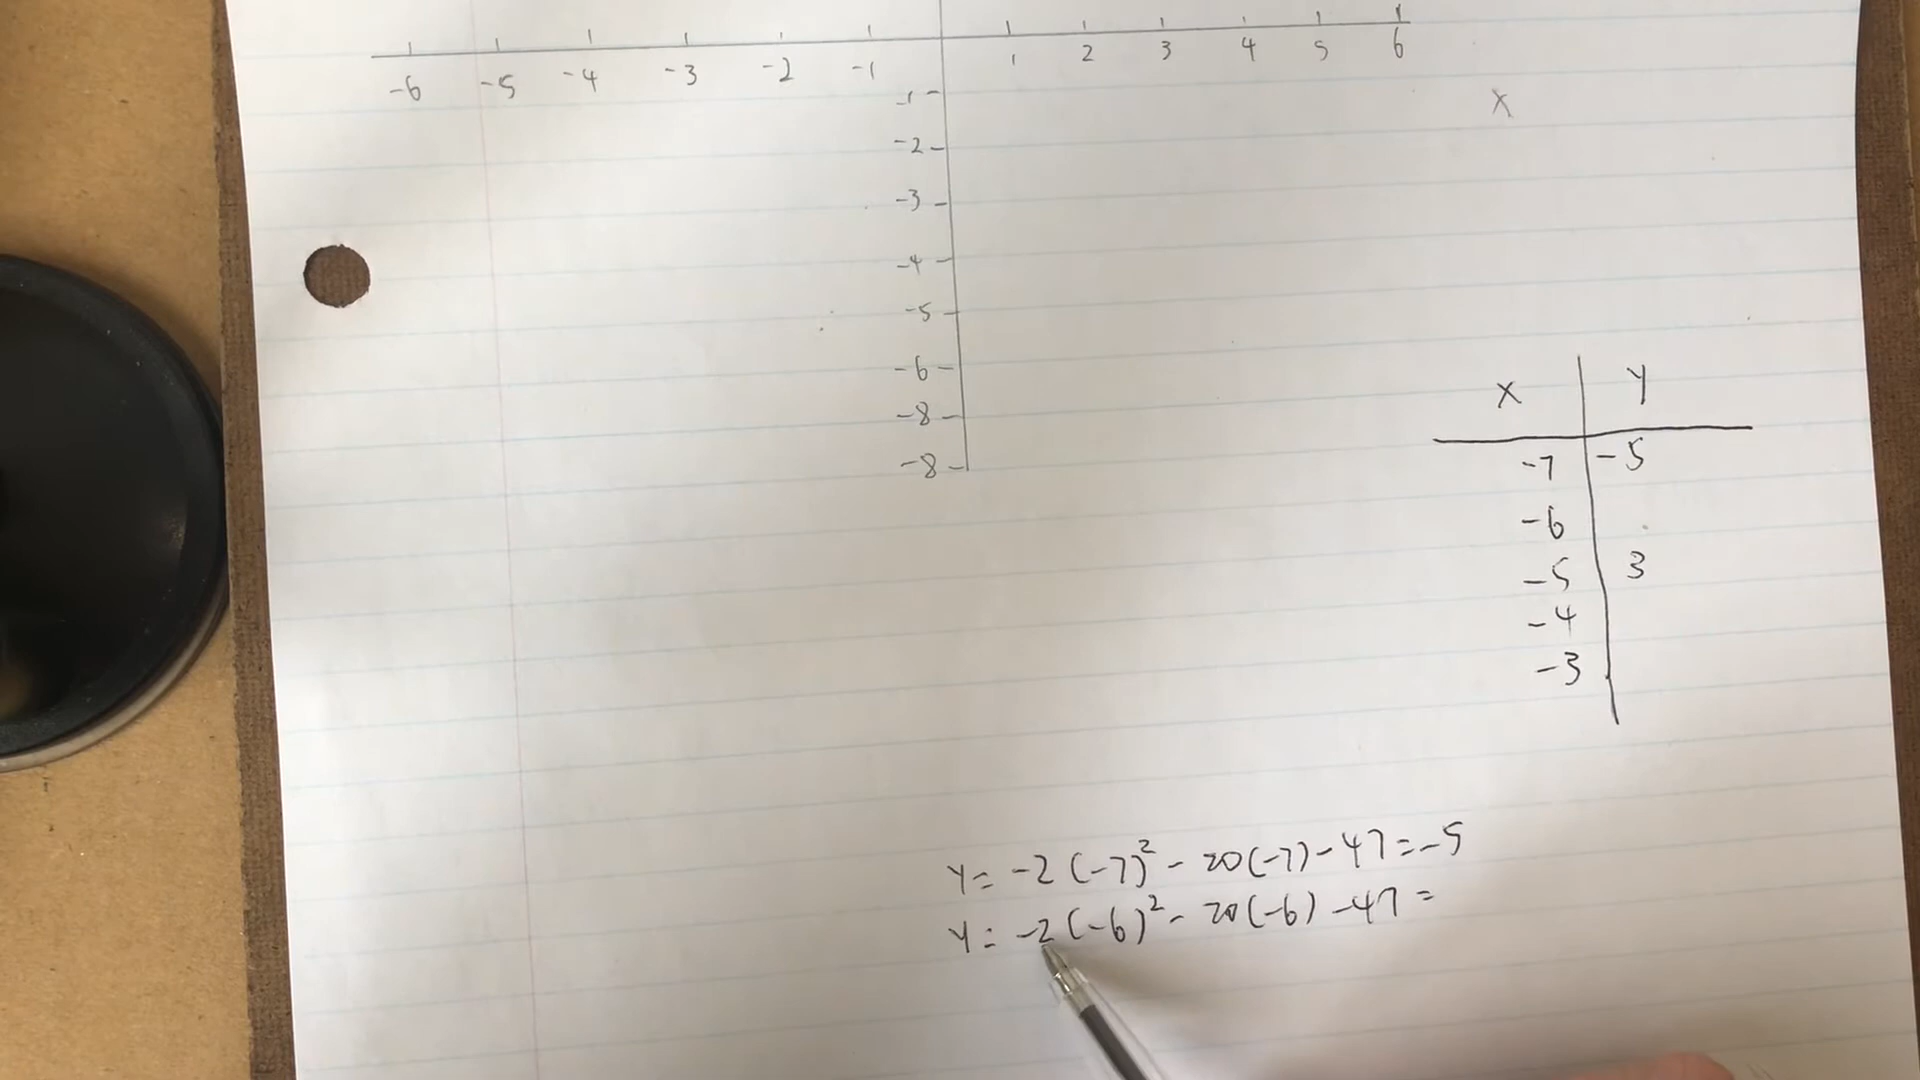 -6 -5 -4 -3 -2 -1 1 2 3 4 5 6
x
-1
-2
-3
-4
-5
-6
-8
-8
x y
-7 -5
-6
-5 3
-4
-3
y = -2(-7)² - 20(-7) - 47 = -5
y = -2(-6)² - 20(-6) - 47 =